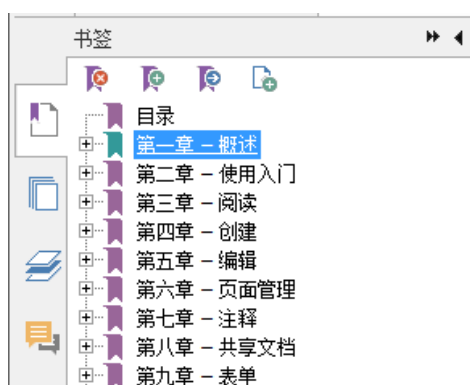 书签
目录
第一章 – 概述
第二章 – 使用入门
第三章 – 阅读
第四章 – 创建
第五章 – 编辑
第六章 – 页面管理
第七章 – 注释
第八章 – 共享文档
第九章 – 表单